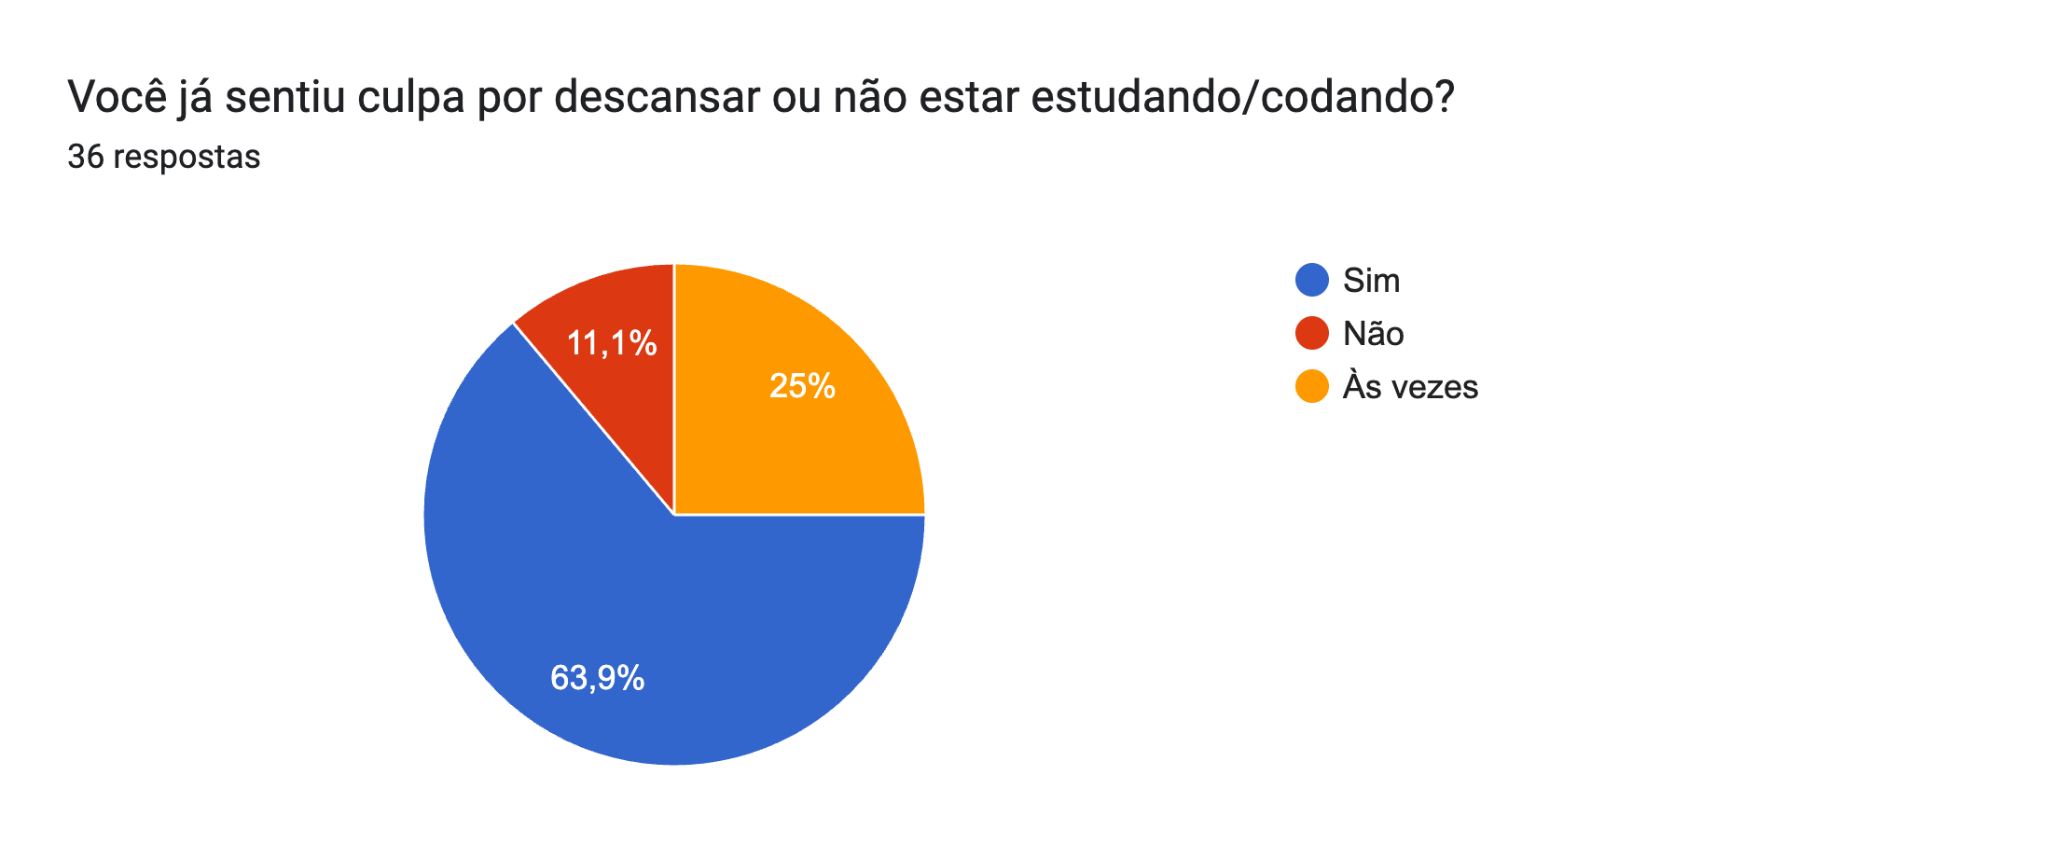 Você já sentiu culpa por descansar ou não estar estudando/codando?
36 respostas
Sim
Não
Às vezes
11,1%
25%
63,9%